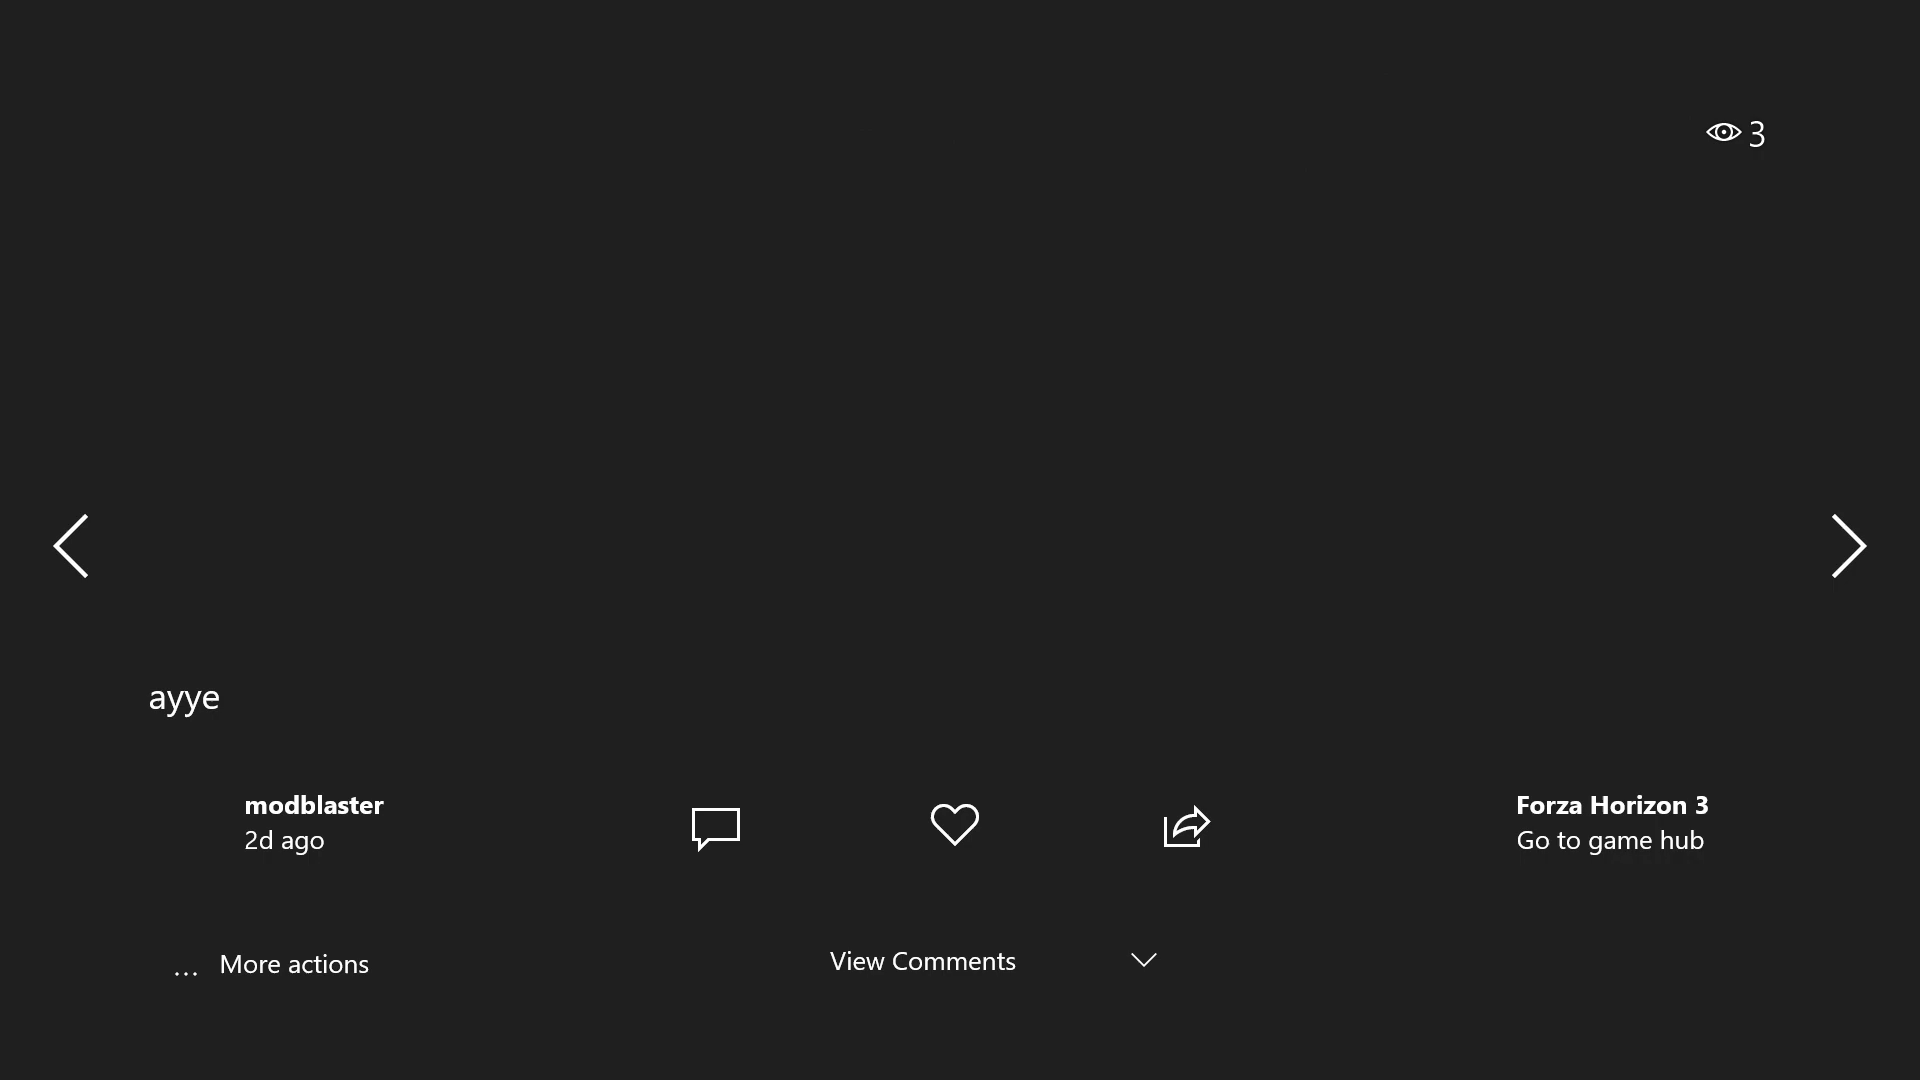 3
ayye
modblaster
2d ago
Forza Horizon 3
Go to game hub
... More actions
View Comments